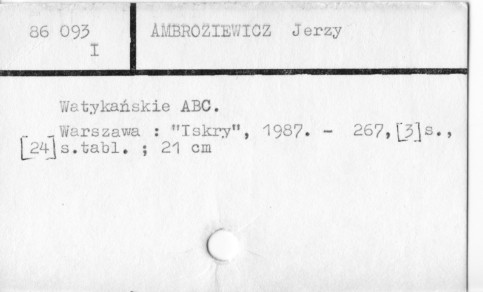 86 093 AMBROZIEWICZ Jerzy
I
Watykańskie ABC.
Warszawa : "Iskry", 1987. - 267,[3]s.,
[24]s.tabl. ; 21 cm